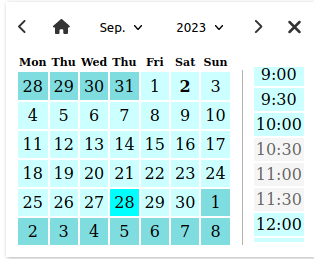 Sep. 2023
Mon Thu Wed Thu Fri Sat Sun
28 29 30 31 1 2 3
4 5 6 7 8 9 10
11 12 13 14 15 16 17
18 19 20 21 22 23 24
25 26 27 28 29 30 1
2 3 4 5 6 7 8
9:00
9:30
10:00
10:30
11:00
11:30
12:00